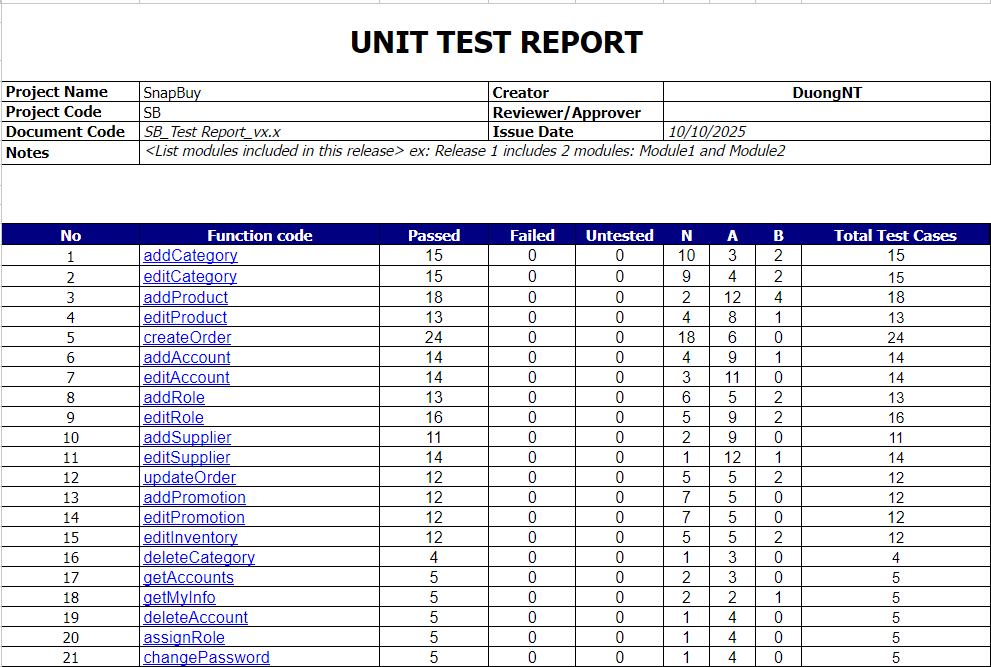 UNIT TEST REPORT
Project Name SnapBuy Creator DuongNT
Project Code SB Reviewer/Approver
Document Code SB_Test Report_vx.x Issue Date 10/10/2025
Notes <List modules included in this release> ex: Release 1 includes 2 modules: Module1 and Module2
No Function code Passed Failed Untested N A B Total Test Cases
1 addCategory 15 0 0 10 3 2 15
2 editCategory 15 0 0 9 4 2 15
3 addProduct 18 0 0 2 12 4 18
4 editProduct 13 0 0 4 8 1 13
5 createOrder 24 0 0 18 6 0 24
6 addAccount 14 0 0 4 9 1 14
7 editAccount 14 0 0 3 11 0 14
8 addRole 13 0 0 6 5 2 13
9 editRole 16 0 0 5 9 2 16
10 addSupplier 11 0 0 2 9 0 11
11 editSupplier 14 0 0 1 12 1 14
12 updateOrder 12 0 0 5 5 2 12
13 addPromotion 12 0 0 7 5 0 12
14 editPromotion 12 0 0 7 5 0 12
15 editInventory 12 0 0 5 5 2 12
16 deleteCategory 4 0 0 1 3 0 4
17 getAccounts 5 0 0 2 3 0 5
18 getMyInfo 5 0 0 2 2 1 5
19 deleteAccount 5 0 0 1 4 0 5
20 assignRole 5 0 0 1 4 0 5
21 changePassword 5 0 0 1 4 0 5